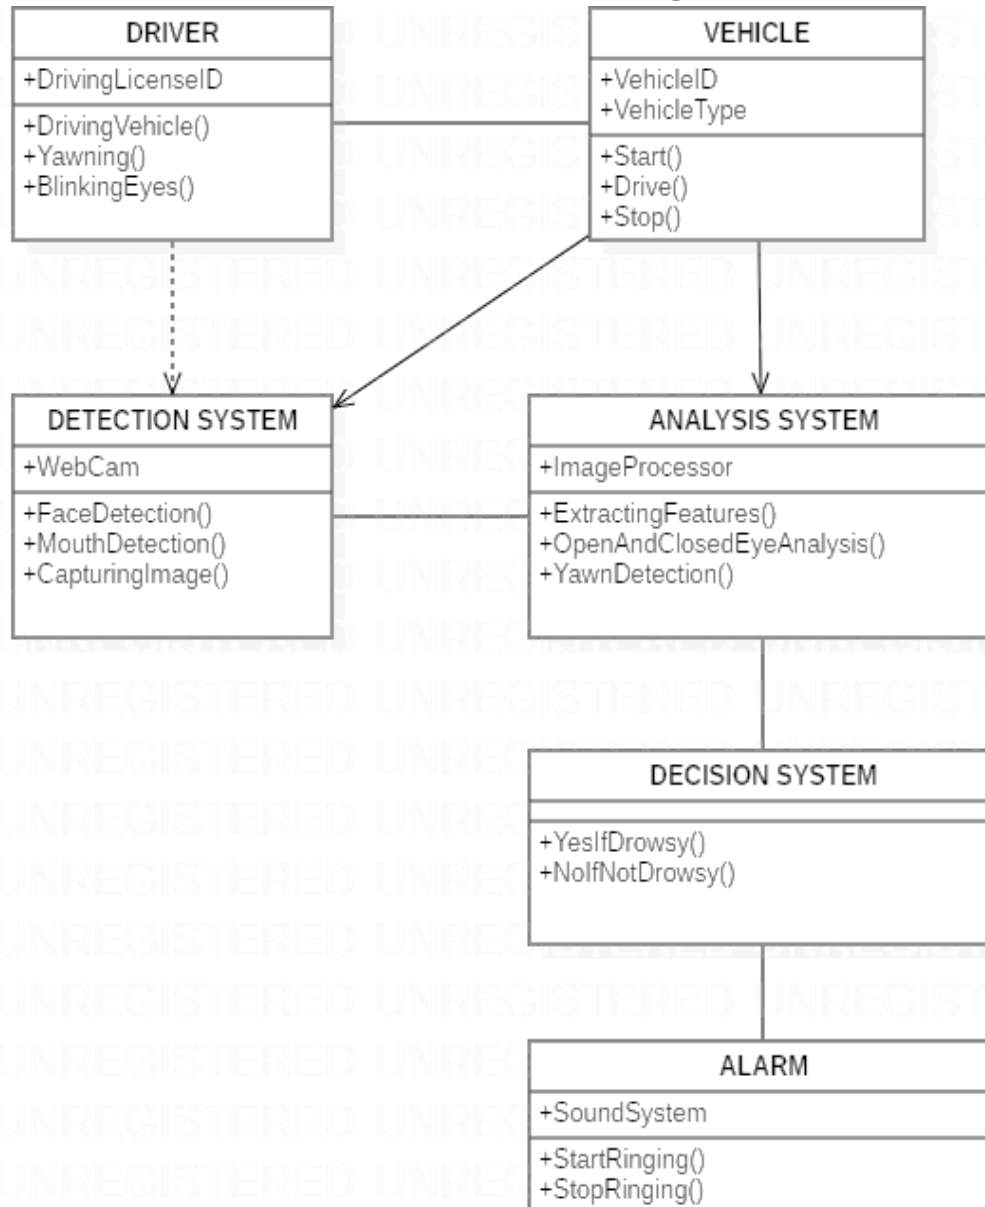 DRIVER
+DrivingLicenseID
+DrivingVehicle()
+Yawning()
+BlinkingEyes()
VEHICLE
+VehicleID
+VehicleType
+Start()
+Drive()
+Stop()
DETECTION SYSTEM
+WebCam
+FaceDetection()
+MouthDetection()
+CapturingImage()
ANALYSIS SYSTEM
+ImageProcessor
+ExtractingFeatures()
+OpenAndClosedEyeAnalysis()
+YawnDetection()
DECISION SYSTEM
+YesIfDrowsy()
+NoIfNotDrowsy()
ALARM
+SoundSystem
+StartRinging()
+StopRinging()
UNREGISTERED